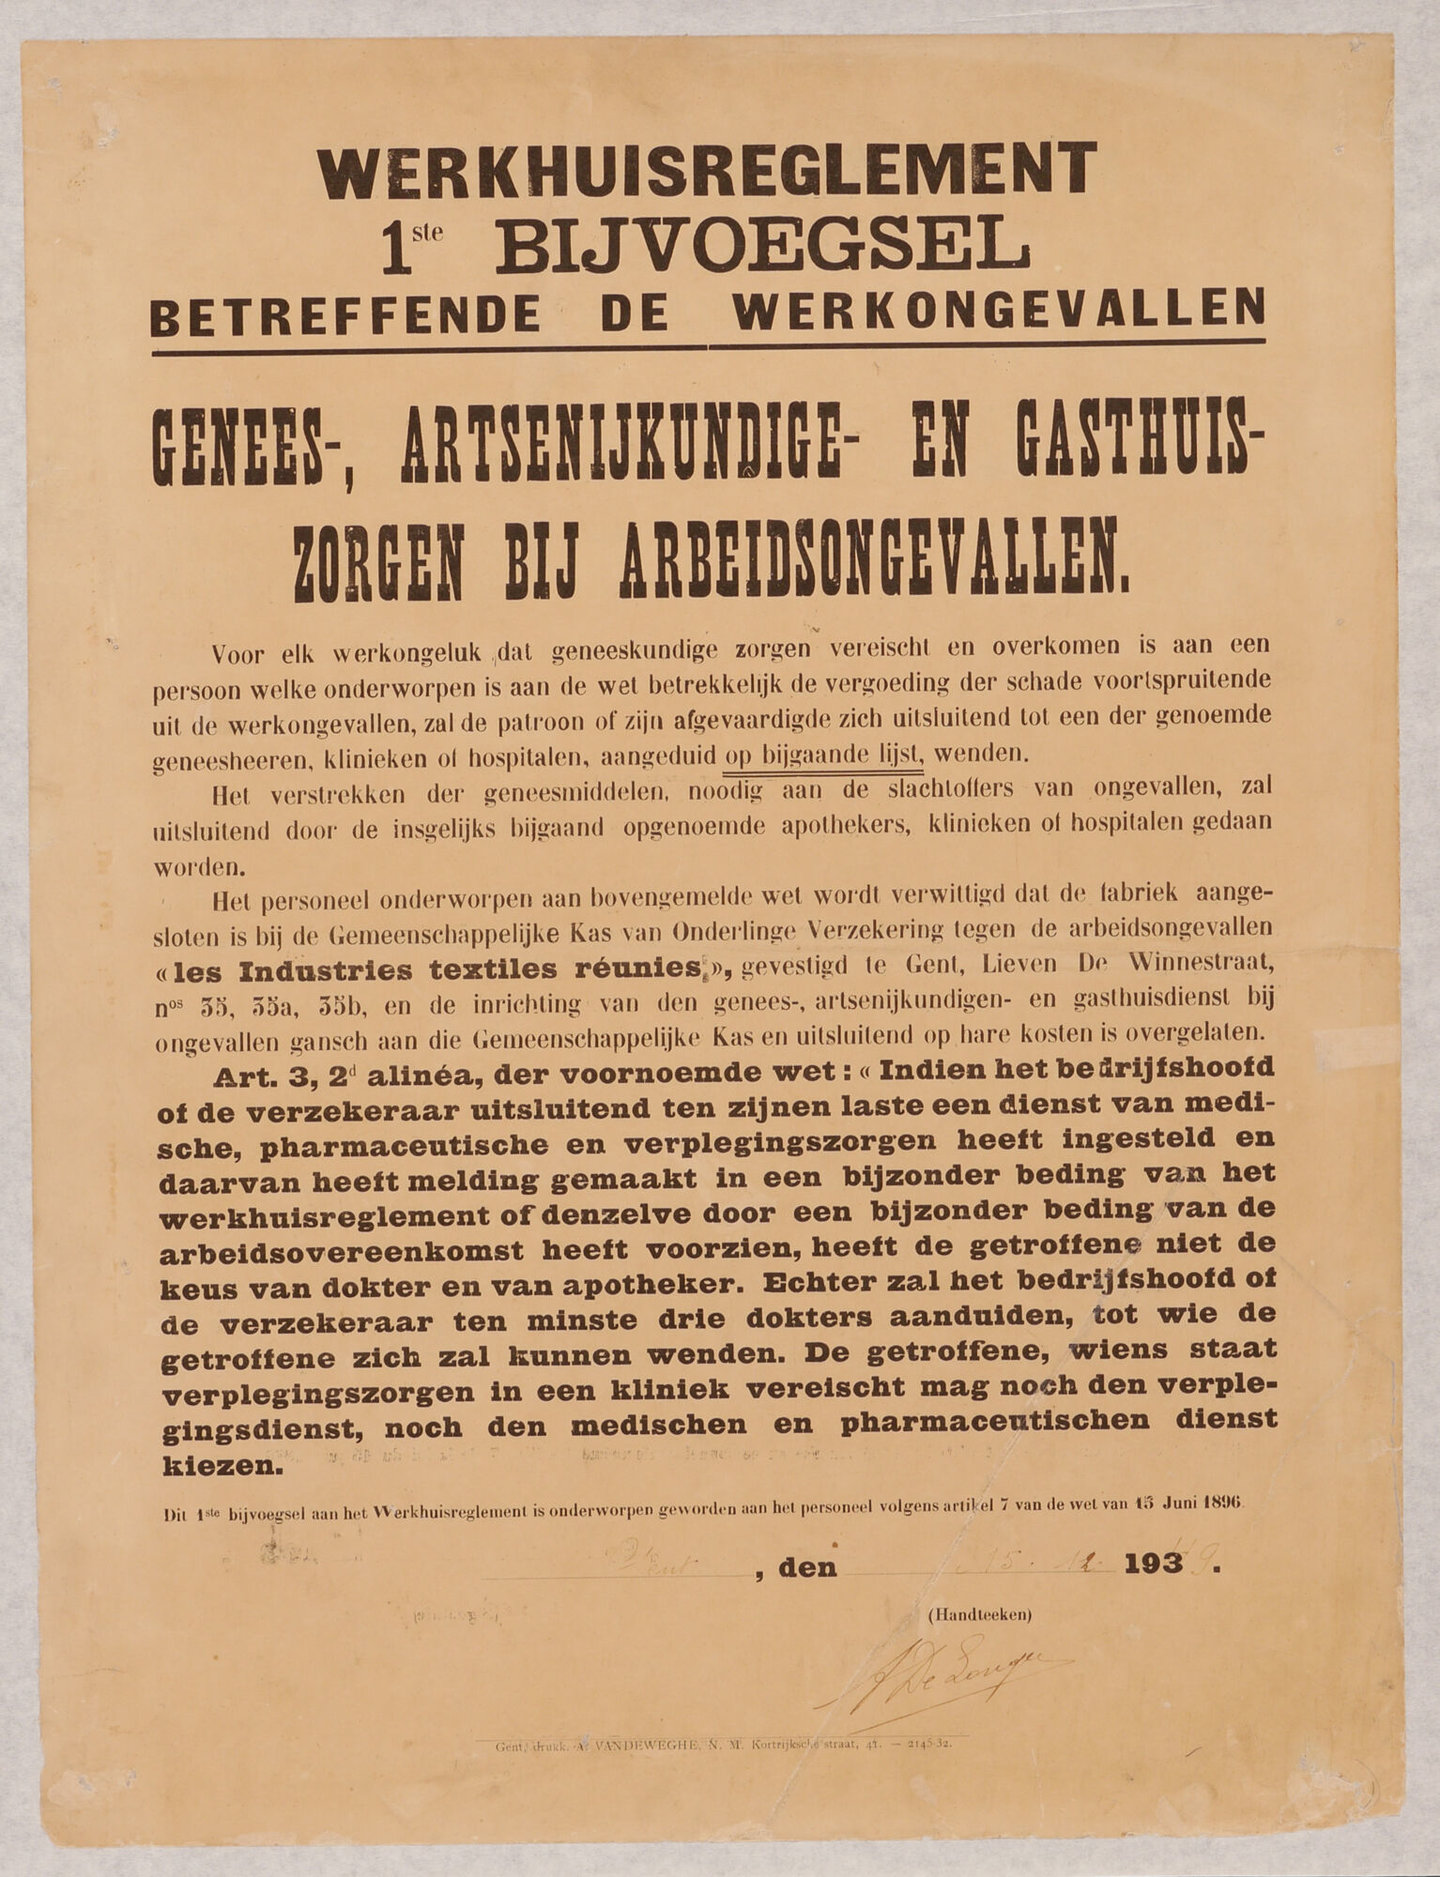 WERKHUISREGLEMENT
1ste BIJVOEGSEL
BETREFFENDE DE WERKONGEVALLEN
GENEES-, ARTSENIJKUNDIGE- EN GASTHUIS-
ZORGEN BIJ ARBEIDSONGEVALLEN.
Voor elk werkongeluk dat geneeskundige zorgen vereischt en overkomen is aan een
persoon welke onderworpen is aan de wet betrekkelijk de vergoeding der schade voortspruitende
uit de werkongevallen, zal de patroon of zijn afgevaardigde zich uitsluitend tot een der genoemde
geneesheeren, klinieken of hospitalen, aangeduid op bijgaande lijst, wenden.
Het verstrekken der geneesmiddelen, noodig aan de slachtoffers van ongevallen, zal
uitsluitend door de insgelijks bijgaand opgenoemde apothekers, klinieken of hospitalen gedaan
worden.
Het personeel onderworpen aan bovengemelde wet wordt verwittigd dat de fabriek aange-
sloten is bij de Gemeenschappelijke Kas van Onderlinge Verzekering tegen de arbeidsongevallen
« les Industries textiles réunies », gevestigd te Gent, Lieven De Winnestraat,
nos 35, 35a, 35b, en de inrichting van den genees-, artsenijkundigen- en gasthuisdienst bij
ongevallen gansch aan die Gemeenschappelijke Kas en uitsluitend op hare kosten is overgelaten.
Art. 3, 2d alinéa, der voornoemde wet : « Indien het bedrijfshoofd
of de verzekeraar uitsluitend ten zijnen laste een dienst van medi-
sche, pharmaceutische en verplegingszorgen heeft ingesteld en
daarvan heeft melding gemaakt in een bijzonder beding van het
werkhuisreglement of denzelve door een bijzonder beding van de
arbeidsovereenkomst heeft voorzien, heeft de getroffene niet de
keus van dokter en van apotheker. Echter zal het bedrijfshoofd of
de verzekeraar ten minste drie dokters aanduiden, tot wie de
getroffene zich zal kunnen wenden. De getroffene, wiens staat
verplegingszorgen in een kliniek vereischt mag noch den verple-
gingsdienst, noch den medischen en pharmaceutischen dienst
kiezen.
Dit 1ste bijvoegsel aan het Werkhuisreglement is onderworpen geworden aan het personeel volgens artikel 7 van de wet van 15 Juni 1896.
, den 15 . 12 . 193 9.
(Handteeken)
Gent, drukk. A. VANDEWEGHE, N. M. Kortrijksche straat, 41. — 2145-32.